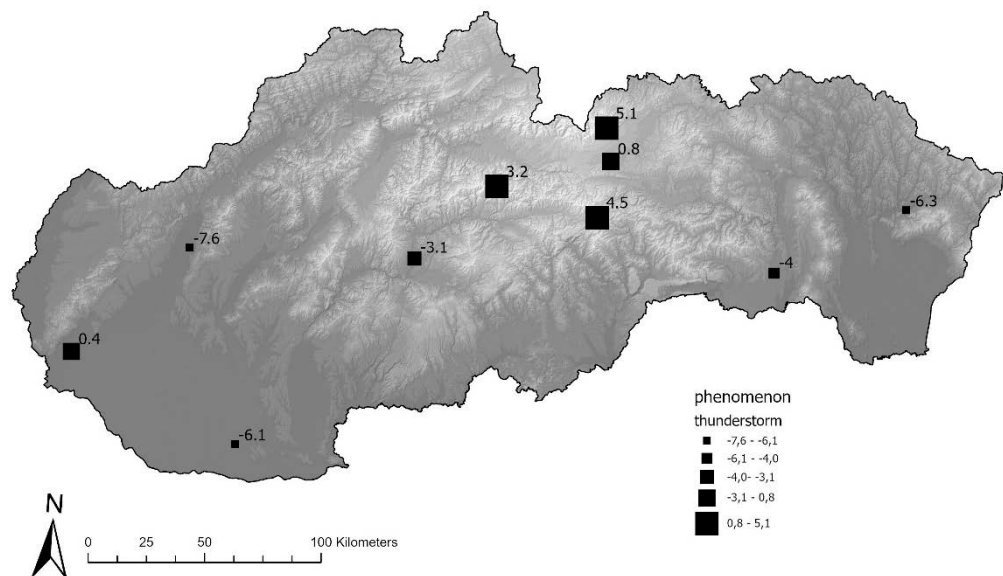 5.1
0.8
3.2
4.5
-6.3
-7.6
-3.1
-4
0.4
-6.1
phenomenon
thunderstorm
-7,6 - -6,1
-6,1 - -4,0
-4,0- -3,1
-3,1 - 0,8
0,8 - 5,1
N
0 25 50 100 Kilometers